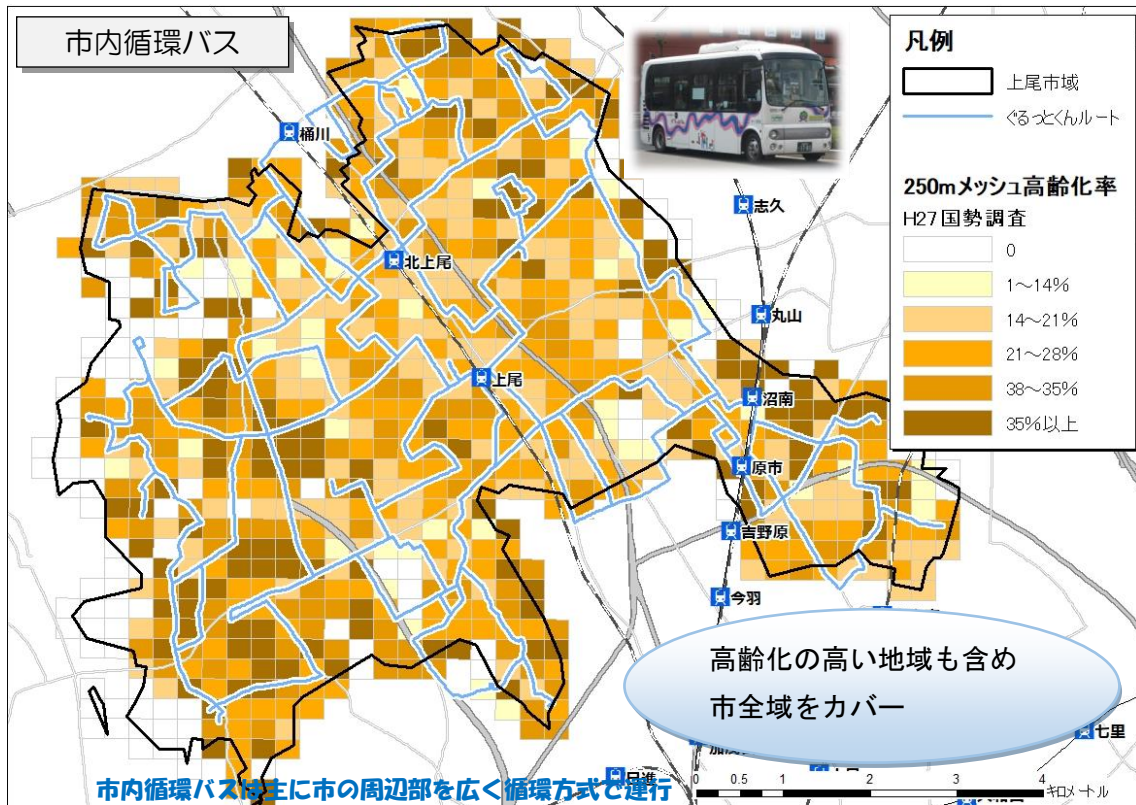 市内循環バス
桶川
北上尾
上尾
志久
丸山
沼南
原市
吉野原
今羽
七里
日進
凡例
上尾市域
ぐるっとくんルート
250mメッシュ高齢化率
H27国勢調査
0
1～14%
14～21%
21～28%
38～35%
35%以上
高齢化の高い地域も含め
市全域をカバー
市内循環バスは主に市の周辺部を広く循環方式で運行
0 0.5 1 2 3 4
キロメートル